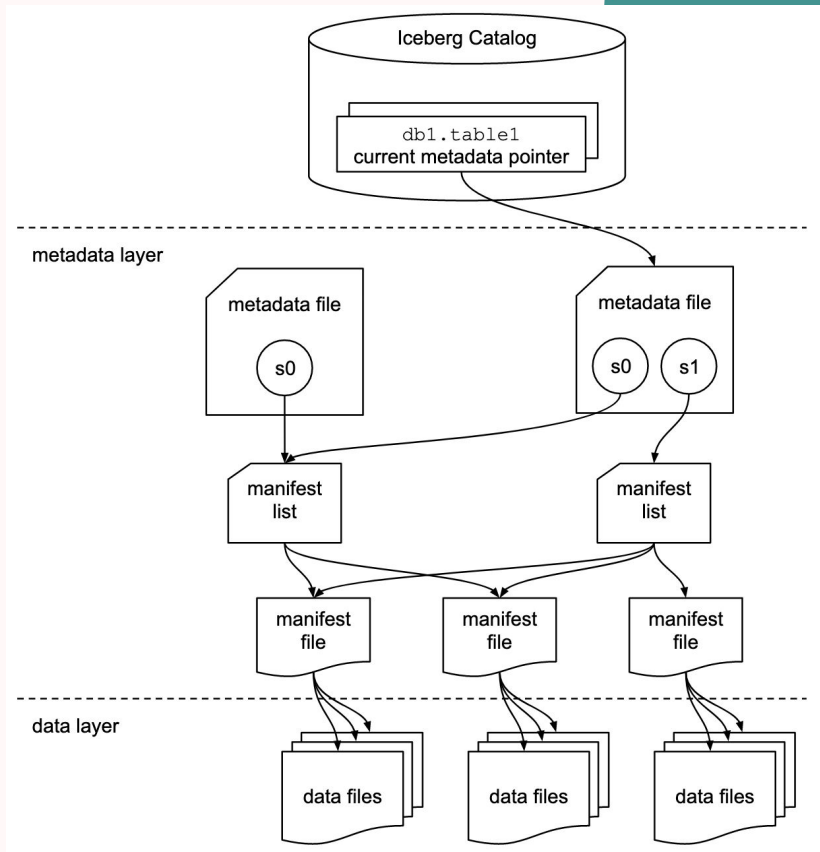 Iceberg Catalog
db1.table1
current metadata pointer
metadata layer
metadata file
s0
metadata file
s0
s1
manifest
list
manifest
list
manifest
file
manifest
file
manifest
file
data layer
data files
data files
data files